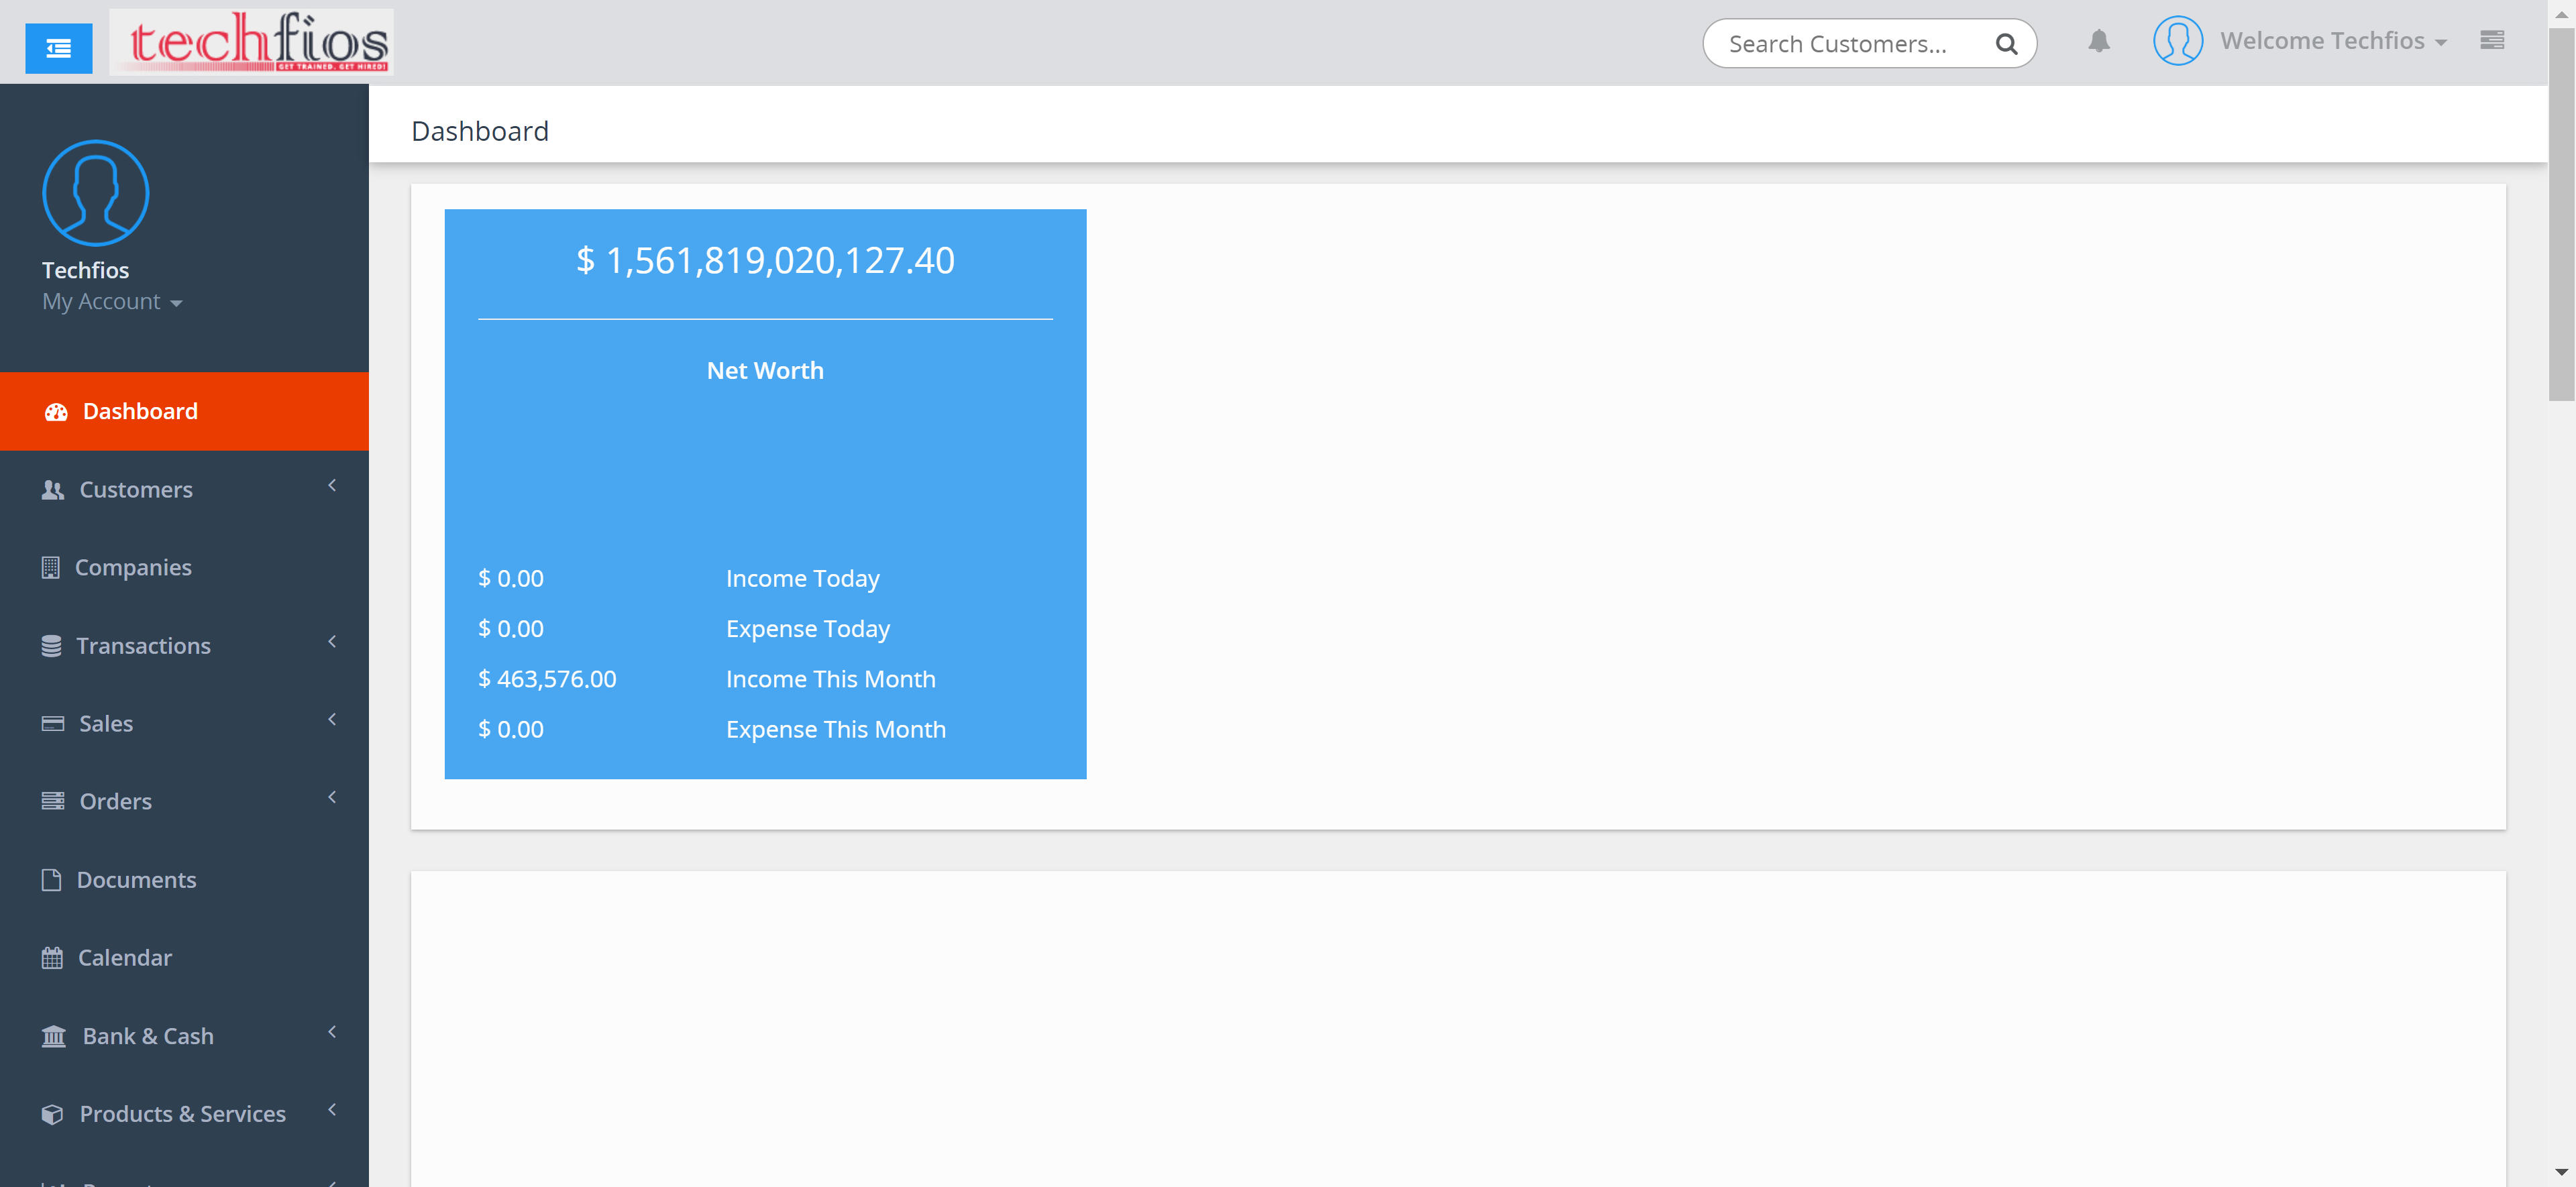 techfios
GET TRAINED. GET HIRED!
Search Customers...
Welcome Techfios
Techfios
My Account
Dashboard
Customers
Companies
Transactions
Sales
Orders
Documents
Calendar
Bank & Cash
Products & Services
Dashboard
$ 1,561,819,020,127.40
Net Worth
$ 0.00 Income Today
$ 0.00 Expense Today
$ 463,576.00 Income This Month
$ 0.00 Expense This Month